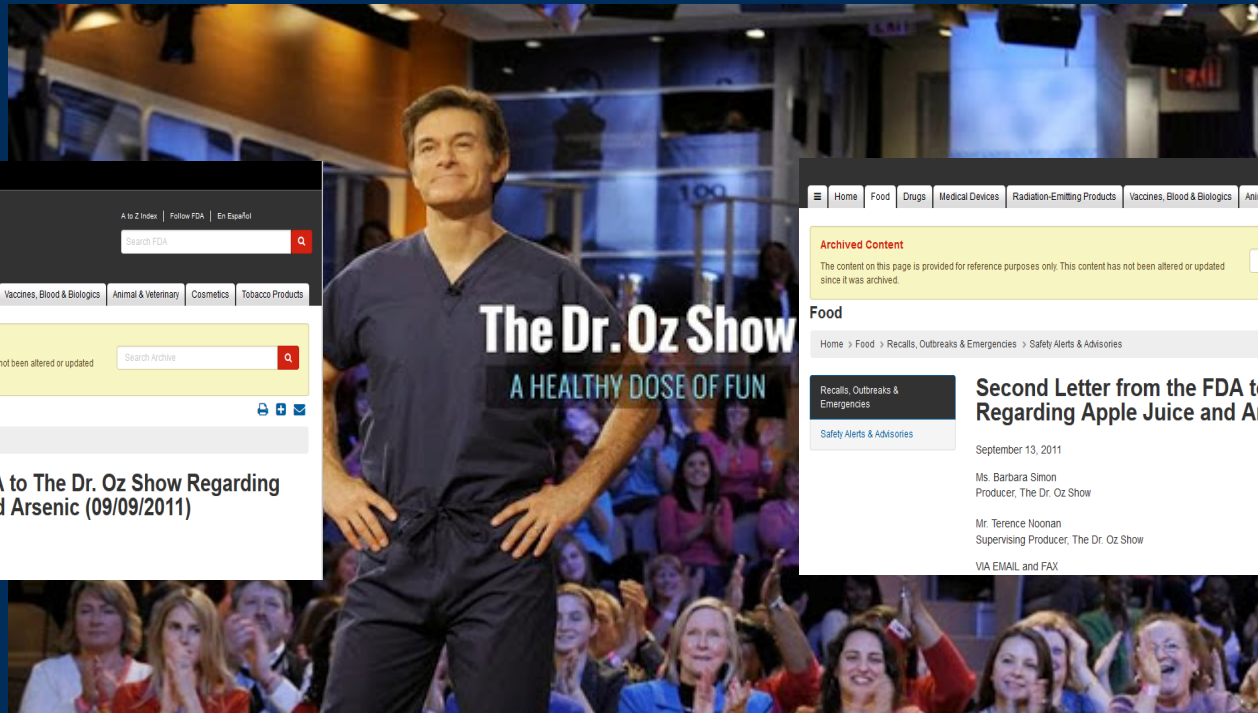 EXIT
100
A to Z Index | Follow FDA | En Español
Search FDA
Vaccines, Blood & Biologics
Animal & Veterinary
Cosmetics
Tobacco Products
not been altered or updated
Search Archive
to The Dr. Oz Show Regarding
Arsenic (09/09/2011)
The Dr. Oz Show
A HEALTHY DOSE OF FUN
Home
Food
Drugs
Medical Devices
Radiation-Emitting Products
Vaccines, Blood & Biologics
Ani
Archived Content
The content on this page is provided for reference purposes only. This content has not been altered or updated
since it was archived.
Food
Home > Food > Recalls, Outbreaks & Emergencies > Safety Alerts & Advisories
Recalls, Outbreaks &
Emergencies
Safety Alerts & Advisories
Second Letter from the FDA t
Regarding Apple Juice and A
September 13, 2011
Ms. Barbara Simon
Producer, The Dr. Oz Show
Mr. Terence Noonan
Supervising Producer, The Dr. Oz Show
VIA EMAIL and FAX